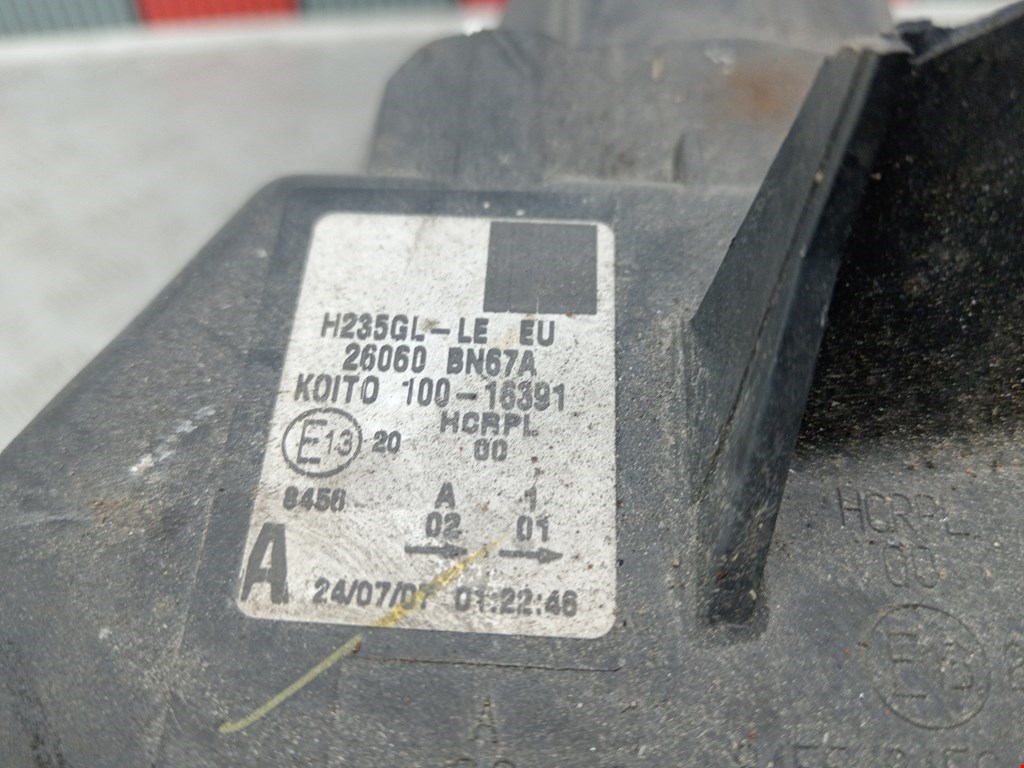 H235GL-LE EU
26060 BN67A
KOITO 100-16391
HCRPL
E13 20 00
8456 A 1
02 01
A 24/07/07 01:22:46
HCRPL
00
A